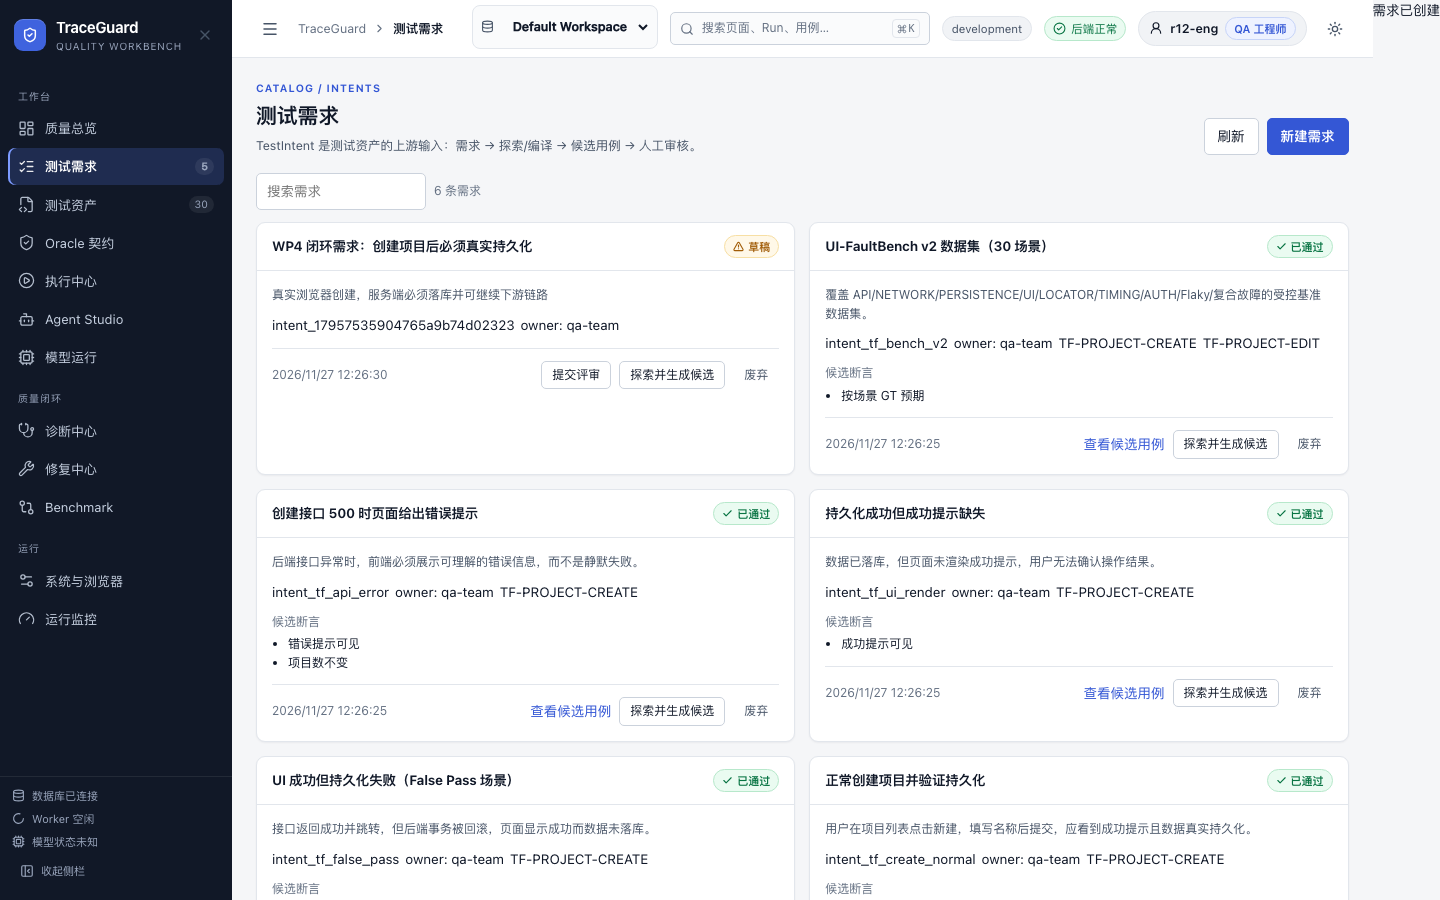 TraceGuard
QUALITY WORKBENCH
工作台
质量总览
测试需求 5
测试资产 30
Oracle 契约
执行中心
Agent Studio
模型运行
质量闭环
诊断中心
修复中心
Benchmark
运行
系统与浏览器
运行监控
数据库已连接
Worker 空闲
模型状态未知
收起侧栏
TraceGuard > 测试需求
Default Workspace
搜索页面、Run、用例... ⌘K
development
后端正常
r12-eng QA 工程师
需求已创建
CATALOG / INTENTS
测试需求
TestIntent 是测试资产的上游输入：需求 → 探索/编译 → 候选用例 → 人工审核。
刷新
新建需求
搜索需求
6 条需求
WP4 闭环需求：创建项目后必须真实持久化 草稿
真实浏览器创建，服务端必须落库并可继续下游链路
intent_17957535904765a9b74d02323 owner: qa-team
2026/11/27 12:26:30 提交评审 探索并生成候选 废弃
UI-FaultBench v2 数据集（30 场景） 已通过
覆盖 API/NETWORK/PERSISTENCE/UI/LOCATOR/TIMING/AUTH/Flaky/复合故障的受控基准
数据集。
intent_tf_bench_v2 owner: qa-team TF-PROJECT-CREATE TF-PROJECT-EDIT
候选断言
• 按场景 GT 预期
2026/11/27 12:26:25 查看候选用例 探索并生成候选 废弃
创建接口 500 时页面给出错误提示 已通过
后端接口异常时，前端必须展示可理解的错误信息，而不是静默失败。
intent_tf_api_error owner: qa-team TF-PROJECT-CREATE
候选断言
• 错误提示可见
• 项目数不变
2026/11/27 12:26:25 查看候选用例 探索并生成候选 废弃
持久化成功但成功提示缺失 已通过
数据已落库，但页面未渲染成功提示，用户无法确认操作结果。
intent_tf_ui_render owner: qa-team TF-PROJECT-CREATE
候选断言
• 成功提示可见
2026/11/27 12:26:25 查看候选用例 探索并生成候选 废弃
UI 成功但持久化失败（False Pass 场景） 已通过
接口返回成功并跳转，但后端事务被回滚，页面显示成功而数据未落库。
intent_tf_false_pass owner: qa-team TF-PROJECT-CREATE
候选断言
正常创建项目并验证持久化 已通过
用户在项目列表点击新建，填写名称后提交，应看到成功提示且数据真实持久化。
intent_tf_create_normal owner: qa-team TF-PROJECT-CREATE
候选断言